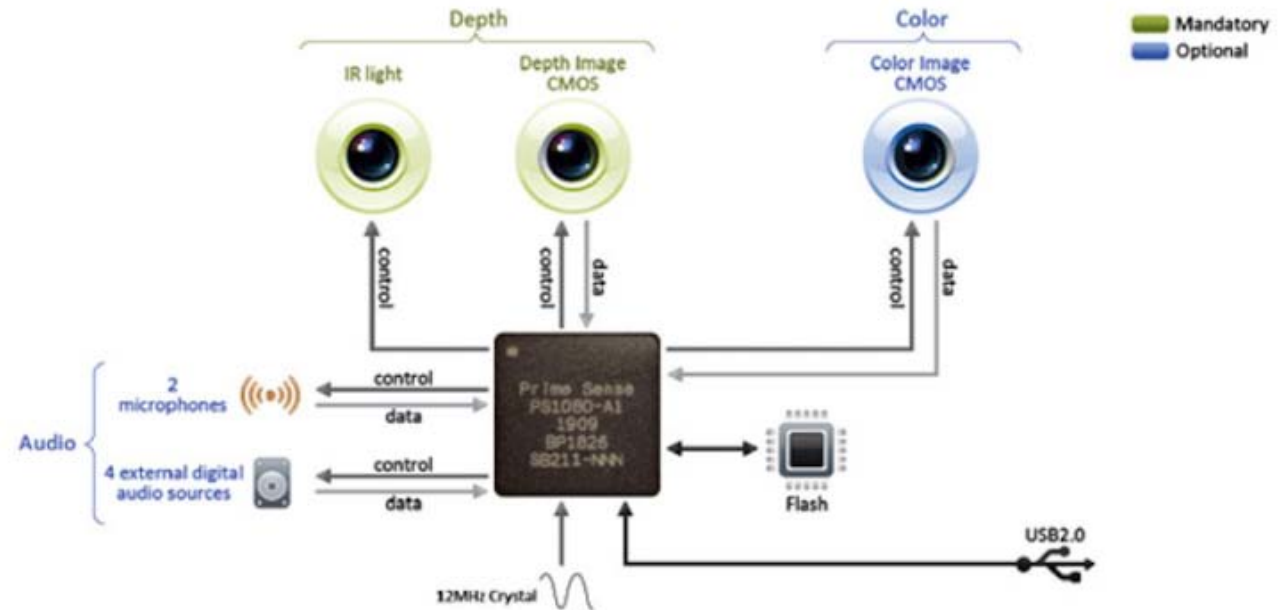 Depth
Color
Mandatory
Optional
IR light
Depth Image
CMOS
Color Image
CMOS
control
control
data
control
data
Audio
2
microphones
control
data
4 external digital
audio sources
control
data
Prime Sense
PS1080-A1
1909
BP1826
SB211-NNN
Flash
USB2.0
12MHz Crystal